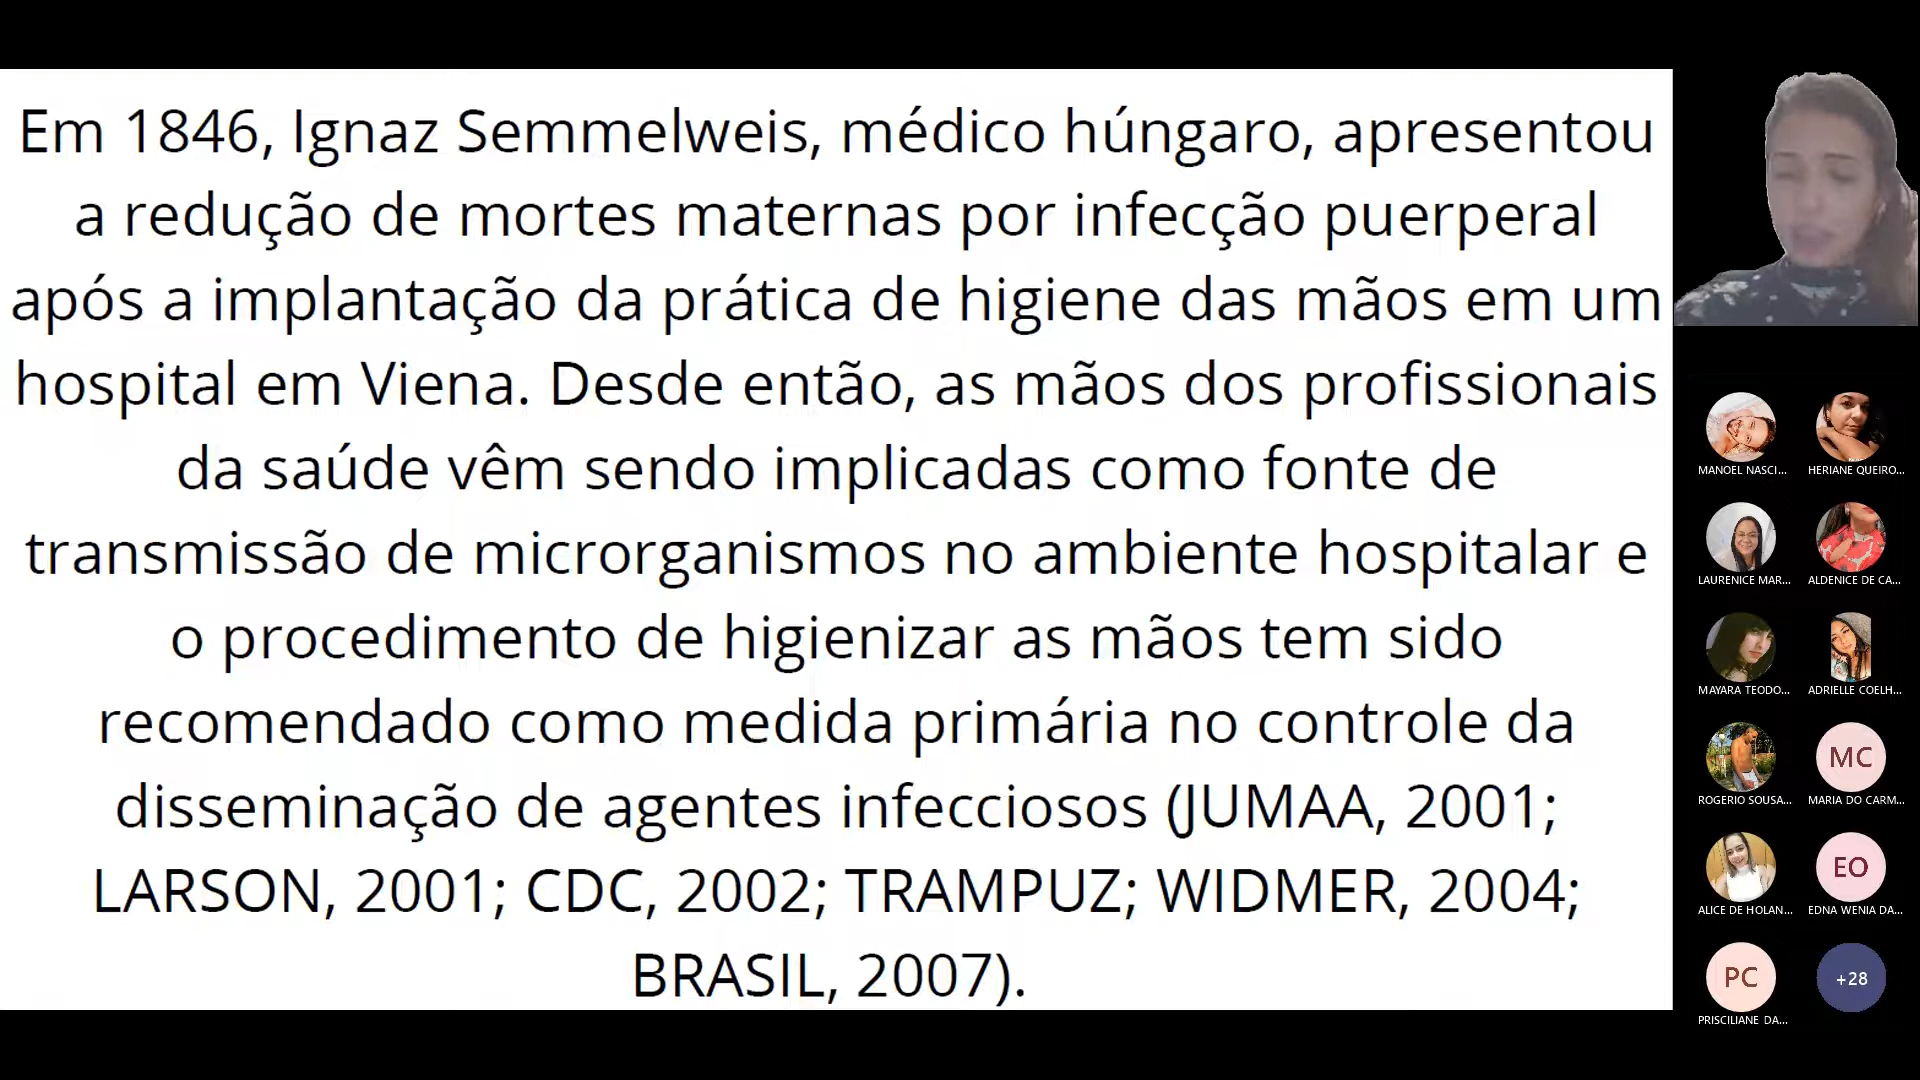 Em 1846, Ignaz Semmelweis, médico húngaro, apresentou
a redução de mortes maternas por infecção puerperal
após a implantação da prática de higiene das mãos em um
hospital em Viena. Desde então, as mãos dos profissionais
da saúde vêm sendo implicadas como fonte de
transmissão de microrganismos no ambiente hospitalar e
o procedimento de higienizar as mãos tem sido
recomendado como medida primária no controle da
disseminação de agentes infecciosos (JUMAA, 2001;
LARSON, 2001; CDC, 2002; TRAMPUZ; WIDMER, 2004;
BRASIL, 2007).
MANOEL NASCI...
HERIANE QUEIRO...
LAURENICE MAR...
ALDENICE DE CA...
MAYARA TEODO...
ADRIELLE COELH...
ROGERIO SOUSA...
MC
MARIA DO CARM...
ALICE DE HOLAN...
EO
EDNA WENIA DA...
PC
PRISCILIANE DA...
+28